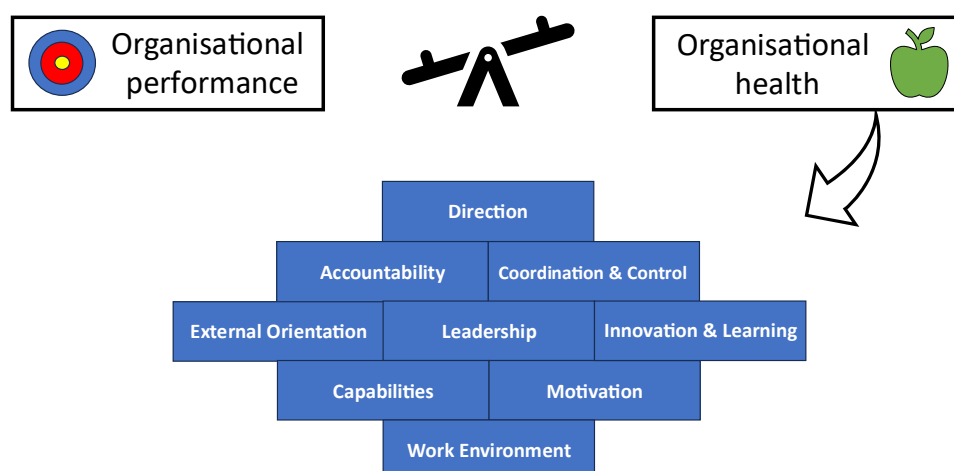 Organisational
performance
Organisational
health
Direction
Accountability
Coordination & Control
External Orientation
Leadership
Innovation & Learning
Capabilities
Motivation
Work Environment